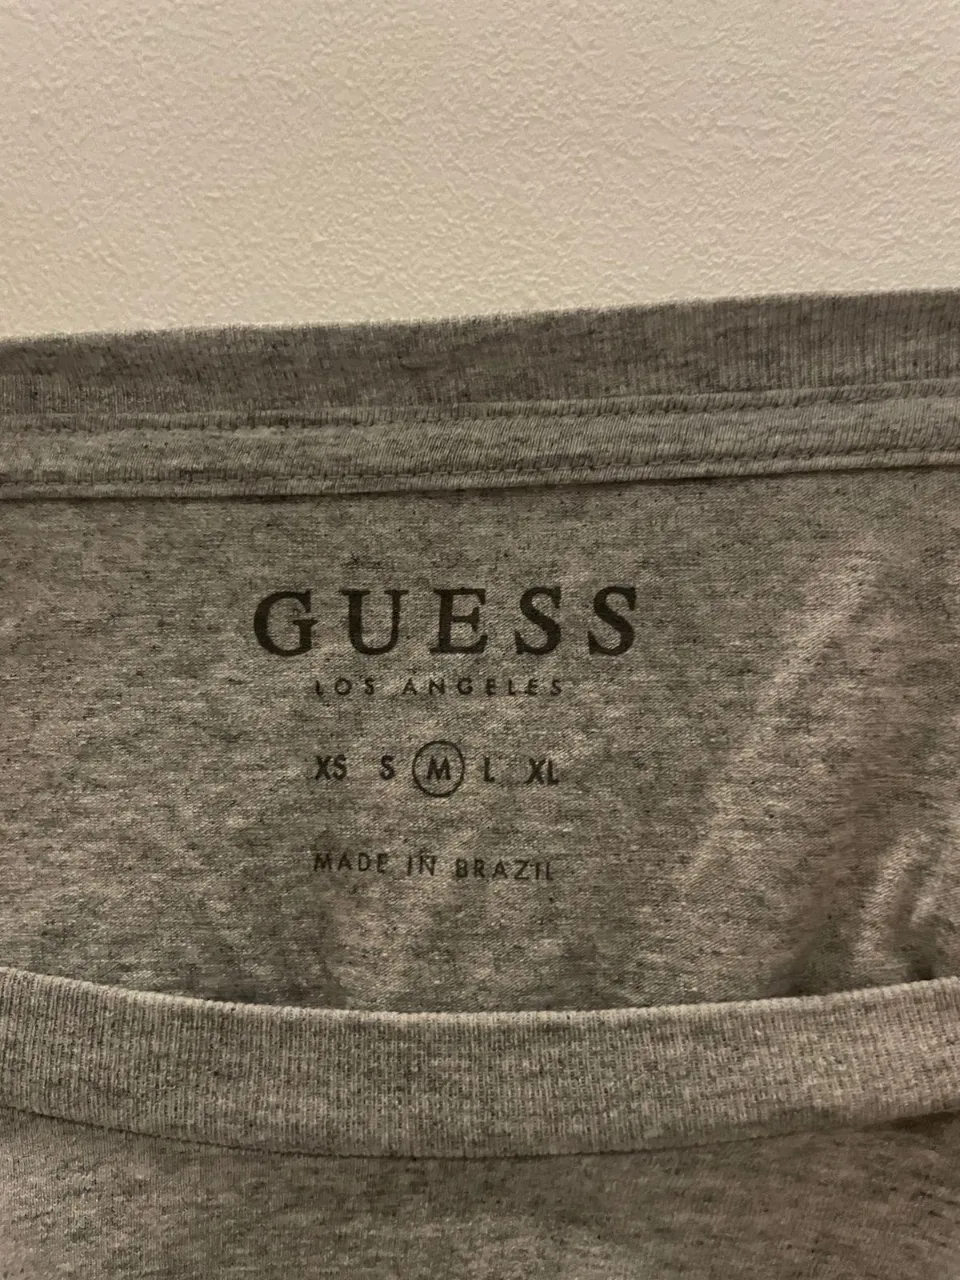 GUESS
LOS ANGELES
XS S M L XL
MADE IN BRAZIL